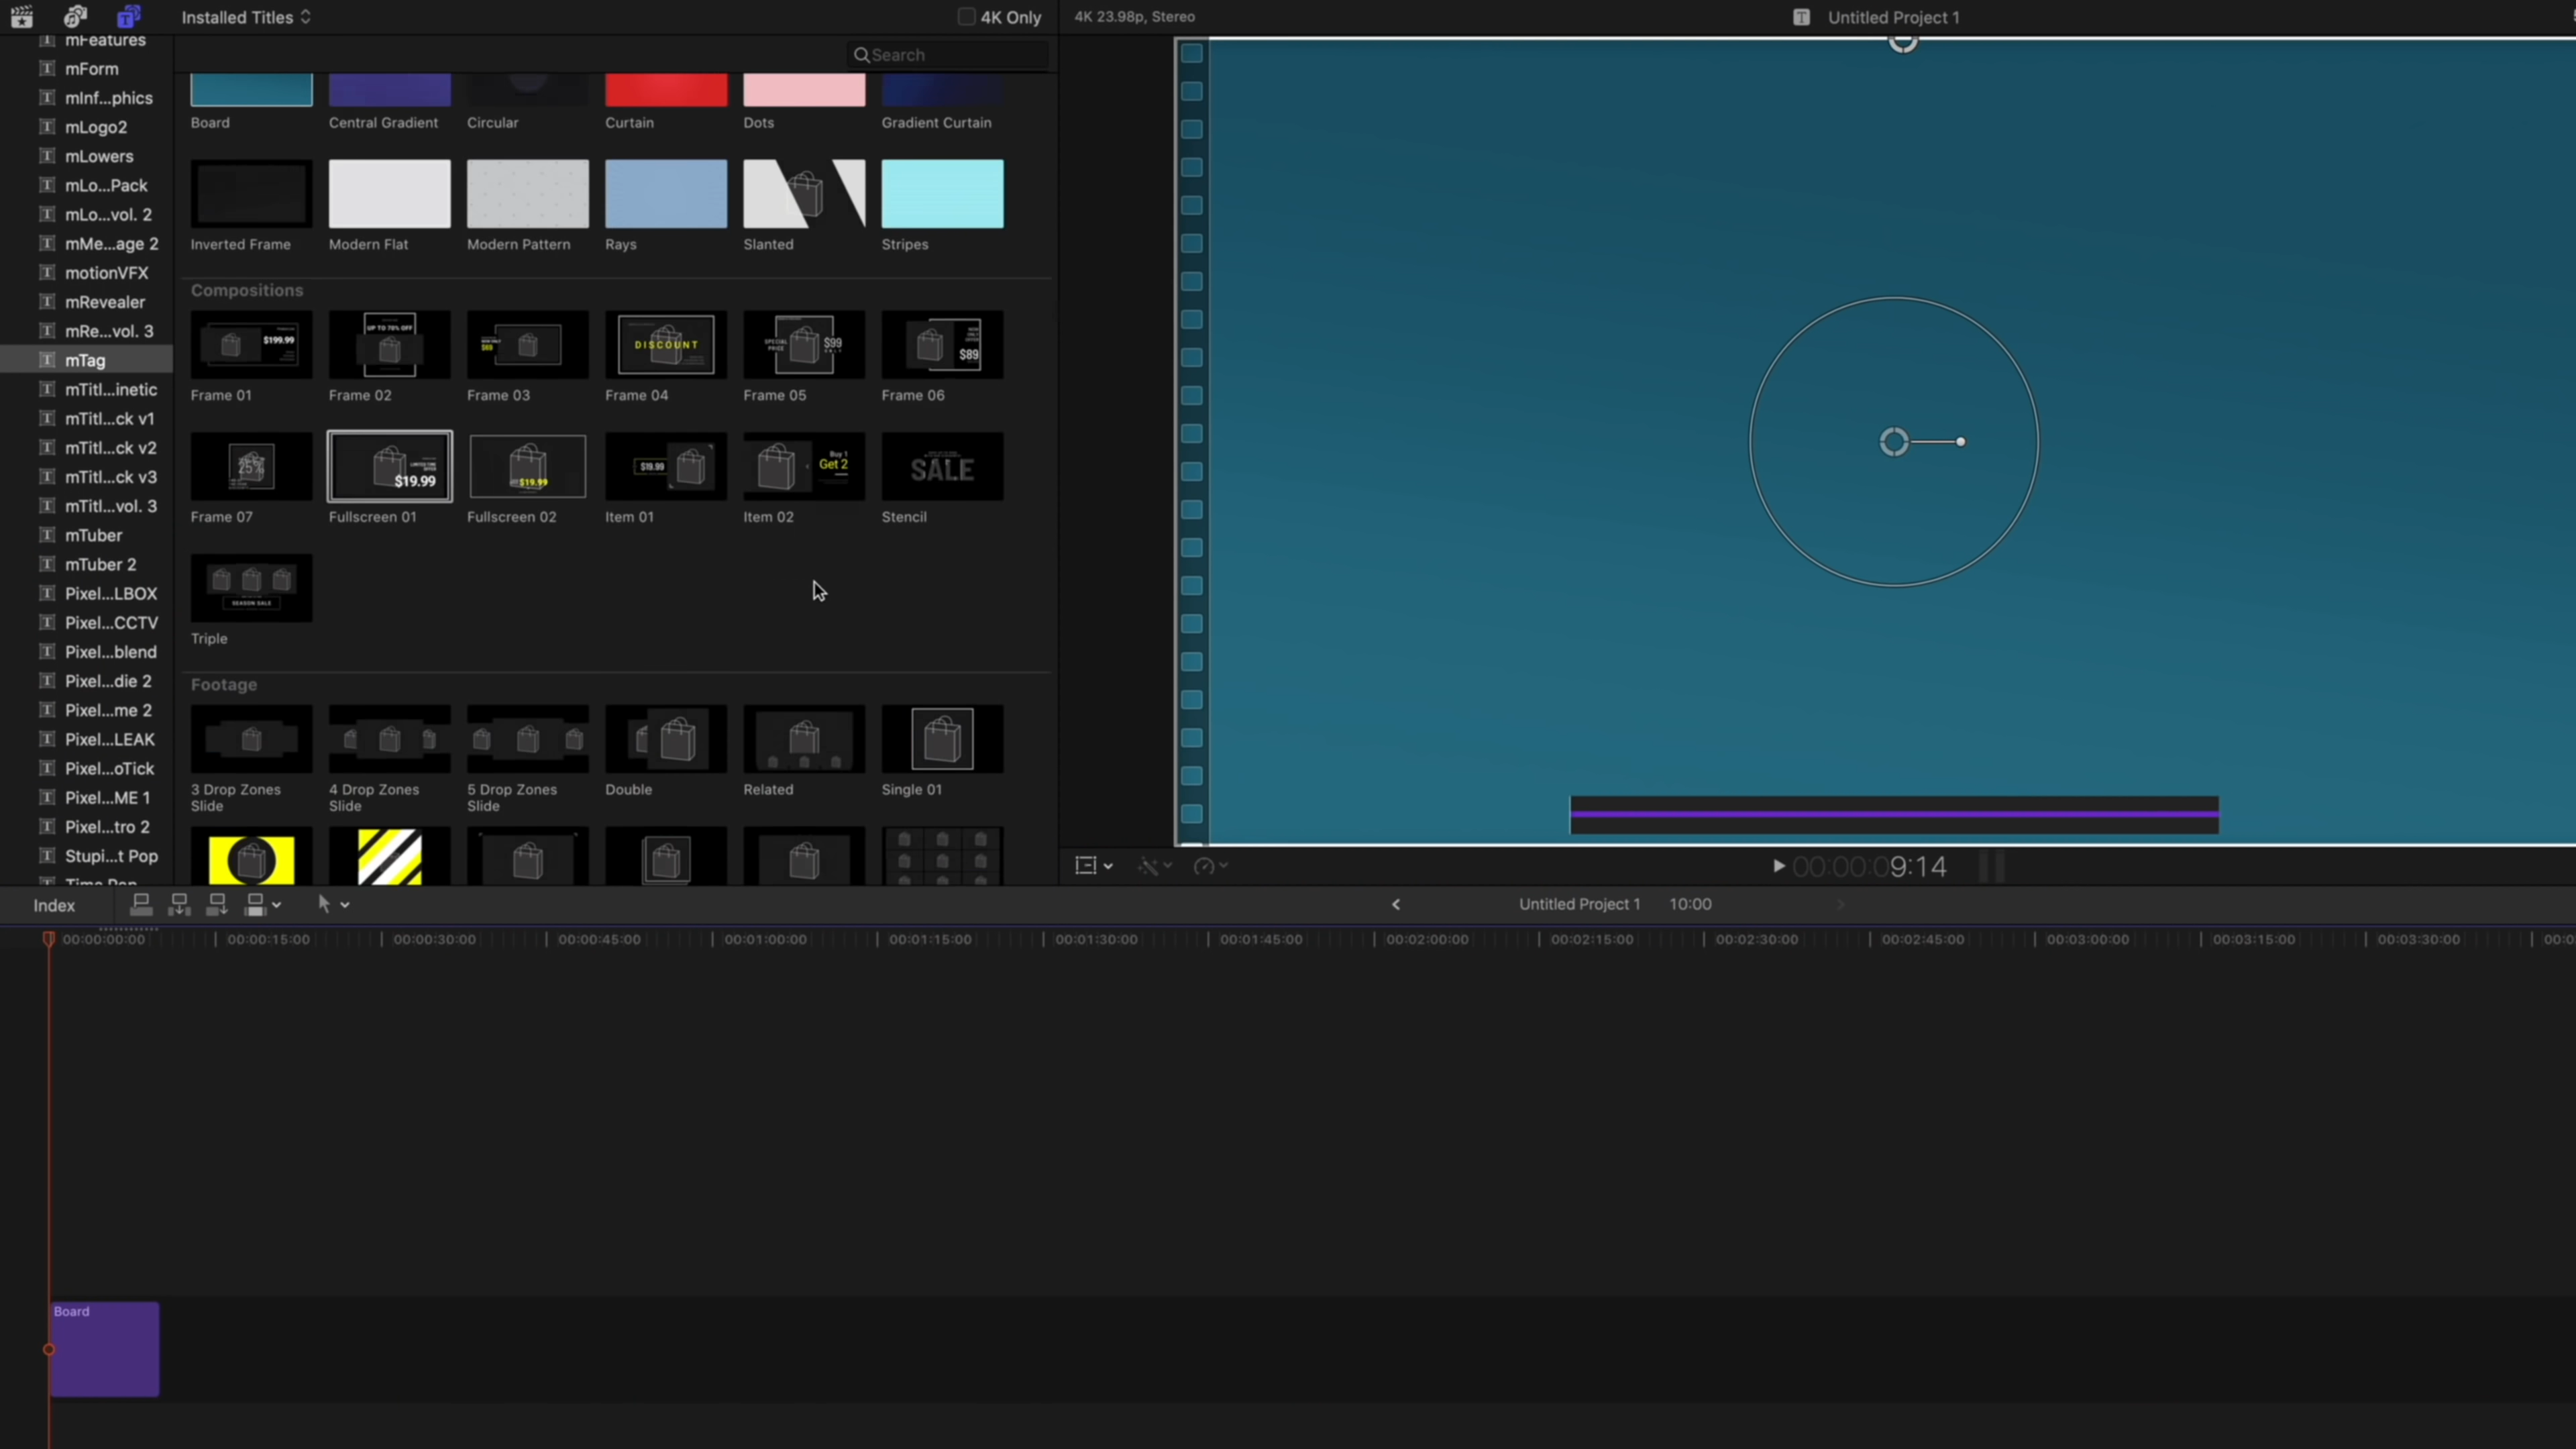 Installed Titles
4K Only
4K 23.98p, Stereo
Untitled Project 1
Search
mFeatures
mForm
mInf...phics
mLogo2
mLowers
mLo...Pack
mLo...vol. 2
mMe...age 2
motionVFX
mRevealer
mRe...vol. 3
mTag
mTitl...inetic
mTitl...ck v1
mTitl...ck v2
mTitl...ck v3
mTitl...vol. 3
mTuber
mTuber 2
Pixel...LBOX
Pixel...CCTV
Pixel...blend
Pixel...die 2
Pixel...me 2
Pixel...LEAK
Pixel...oTick
Pixel...ME 1
Pixel...tro 2
Stupi...t Pop
Board
Central Gradient
Circular
Curtain
Dots
Gradient Curtain
Inverted Frame
Modern Flat
Modern Pattern
Rays
Slanted
Stripes
Compositions
$199.99
UP TO 70% OFF
DISCOUNT
SPECIAL PRICE
$99
$89
Frame 01
Frame 02
Frame 03
Frame 04
Frame 05
Frame 06
25%
$19.99
$19.99
$19.99
Buy 1
Get 2
SALE
Frame 07
Fullscreen 01
Fullscreen 02
Item 01
Item 02
Stencil
SEASON SALE
Triple
Footage
3 Drop Zones Slide
4 Drop Zones Slide
5 Drop Zones Slide
Double
Related
Single 01
00:00:09:14
Index
Untitled Project 1
10:00
00:00:00:00
00:00:15:00
00:00:30:00
00:00:45:00
00:01:00:00
00:01:15:00
00:01:30:00
00:01:45:00
00:02:00:00
00:02:15:00
00:02:30:00
00:02:45:00
00:03:00:00
00:03:15:00
00:03:30:00
Board